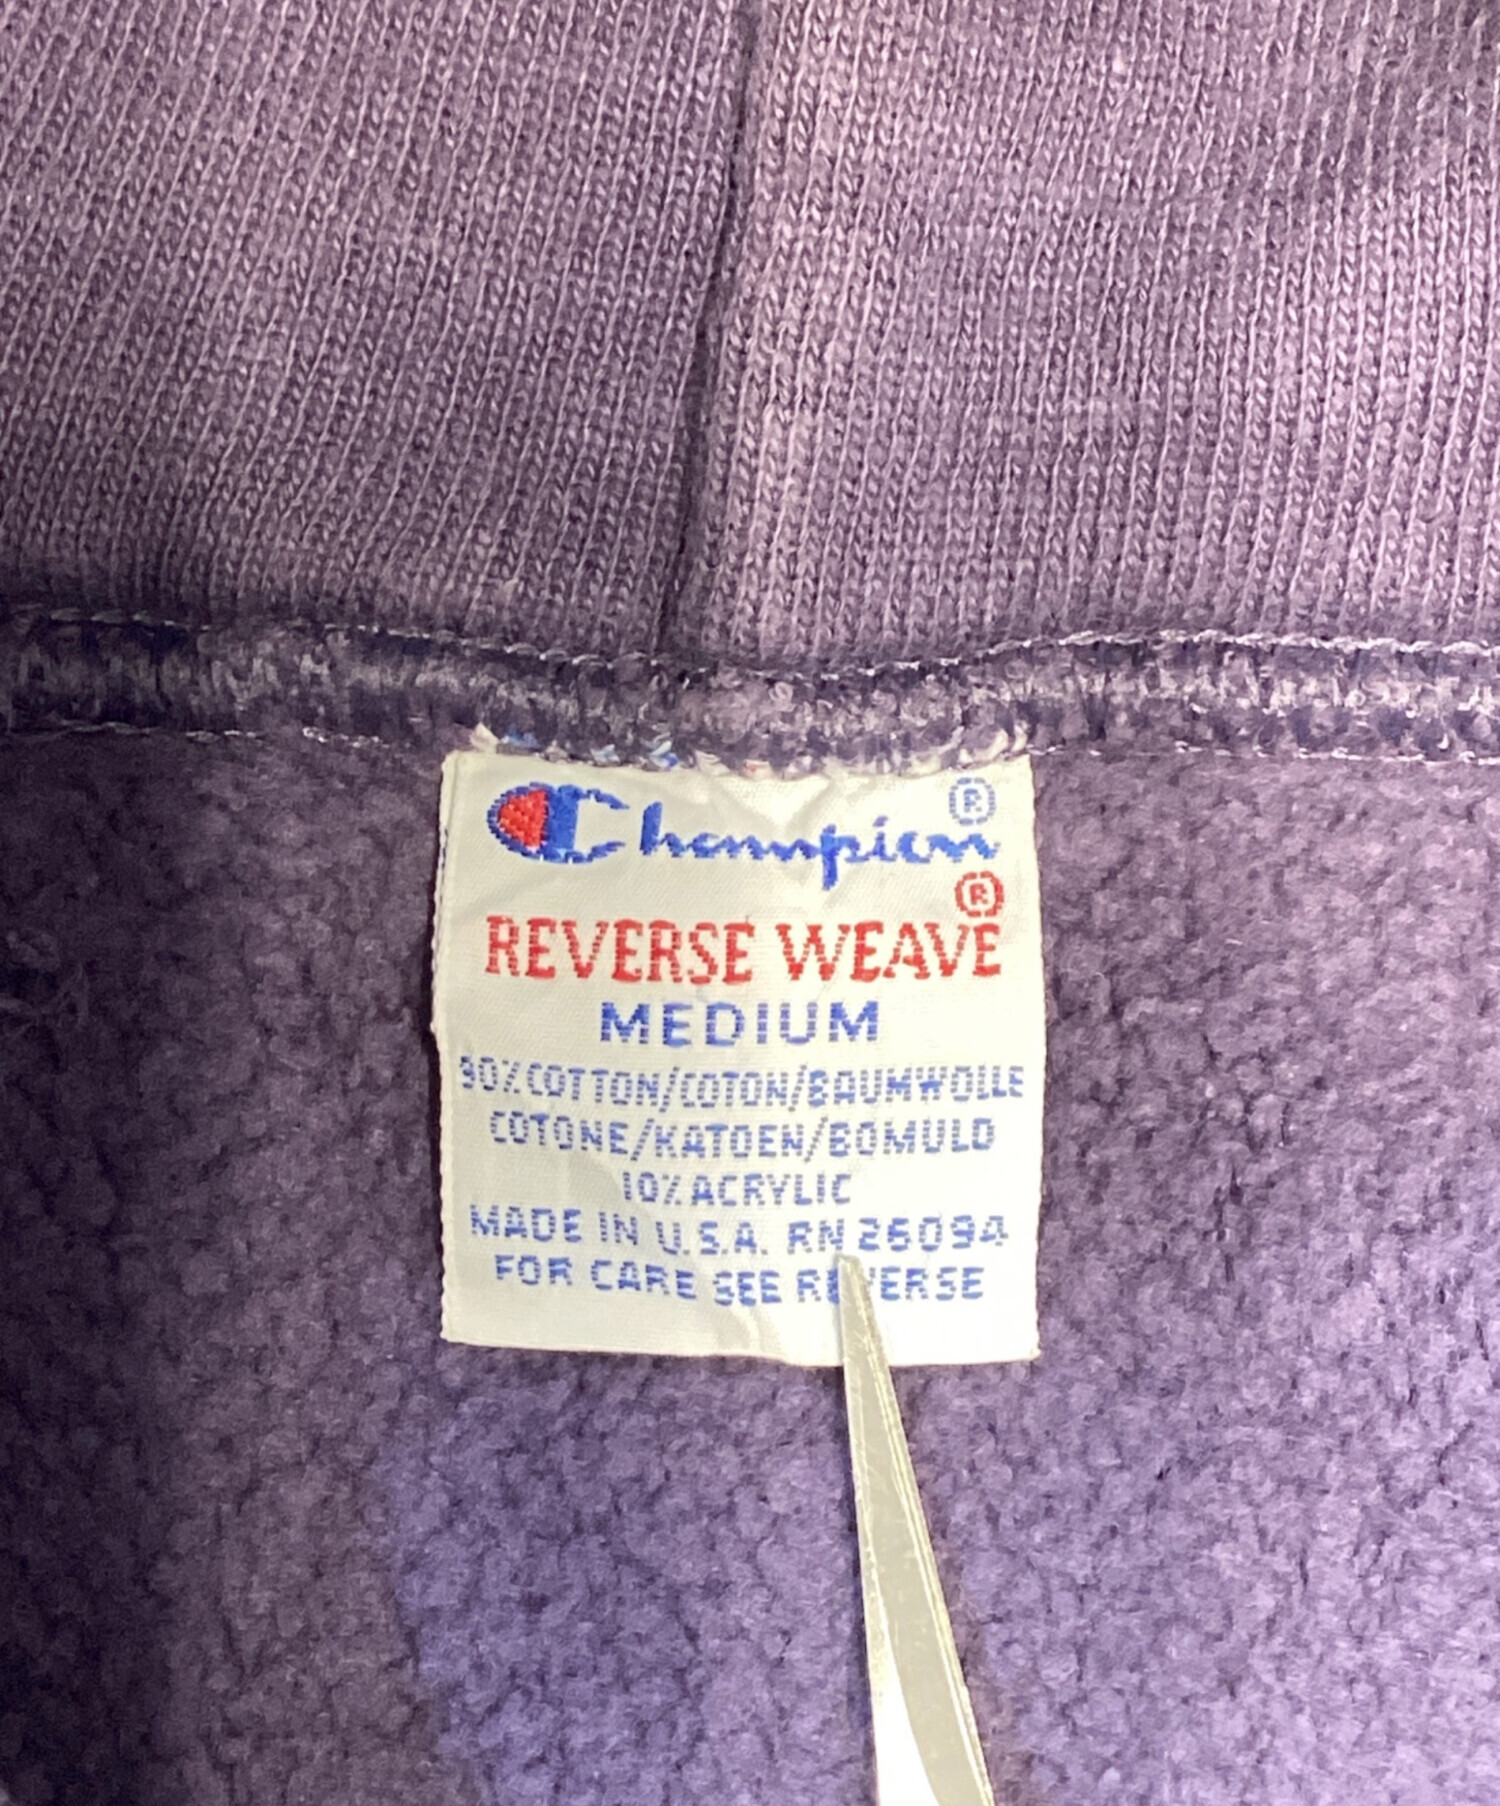 Champion®
REVERSE WEAVE®
MEDIUM
90% COTTON/COTON/BAUMWOLLE
COTONE/KATOEN/BOMULD
10% ACRYLIC
MADE IN U.S.A. RN 26094
FOR CARE SEE REVERSE